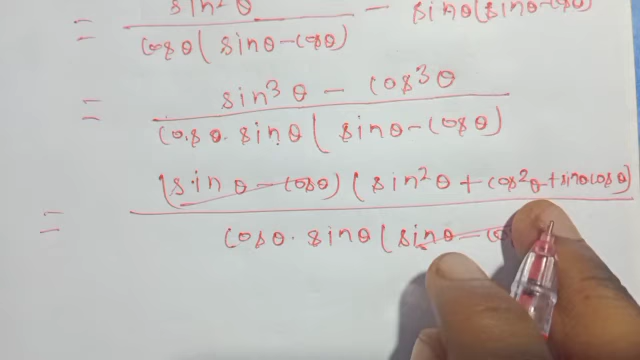 = sin²θ / cosθ(sinθ-cosθ) - sinθ(sinθ-cosθ)
= sin³θ - cos³θ / cosθ.sinθ(sinθ-cosθ)
= (sinθ-cosθ)(sin²θ+cos²θ+sinθcosθ) / cosθ.sinθ(sinθ-co